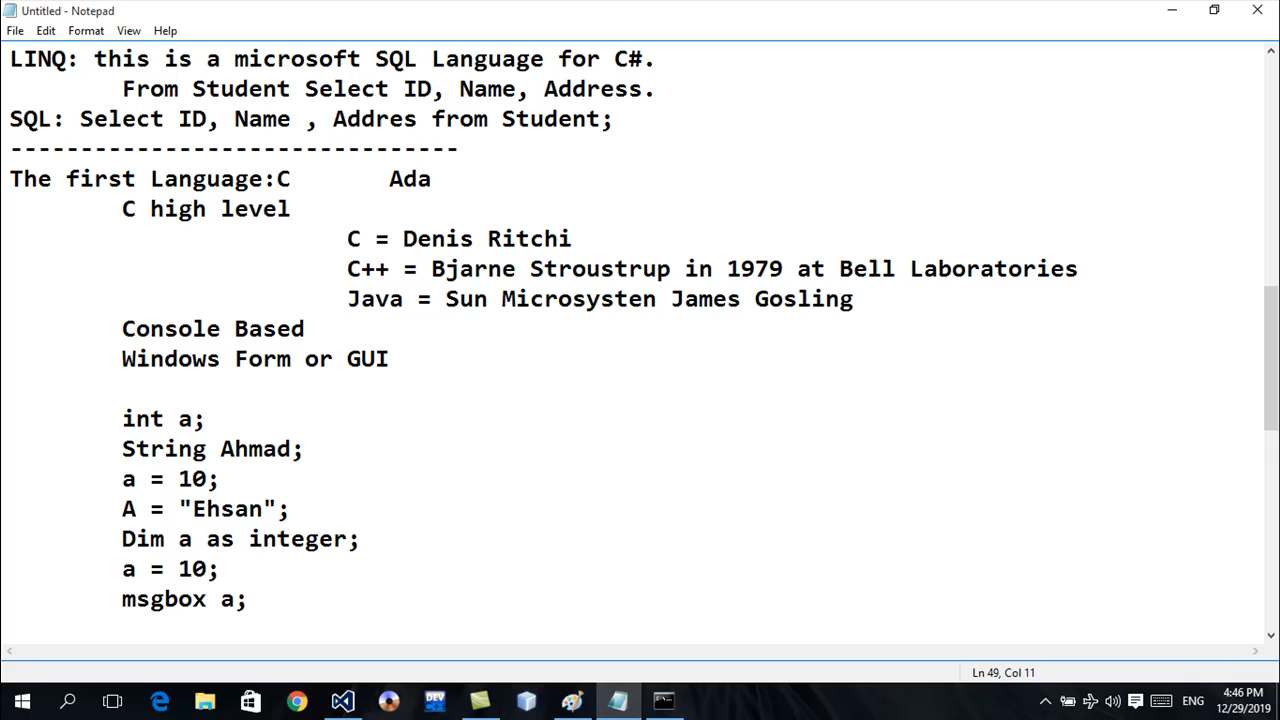 Untitled - Notepad
File Edit Format View Help
LINQ: this is a microsoft SQL Language for C#.
From Student Select ID, Name, Address.
SQL: Select ID, Name , Addres from Student;
--------------------------------
The first Language:C Ada
C high level
C = Denis Ritchi
C++ = Bjarne Stroustrup in 1979 at Bell Laboratories
Java = Sun Microsysten James Gosling
Console Based
Windows Form or GUI
int a;
String Ahmad;
a = 10;
A = "Ehsan";
Dim a as integer;
a = 10;
msgbox a;
Ln 49, Col 11
DEV
ENG
4:46 PM
12/29/2019